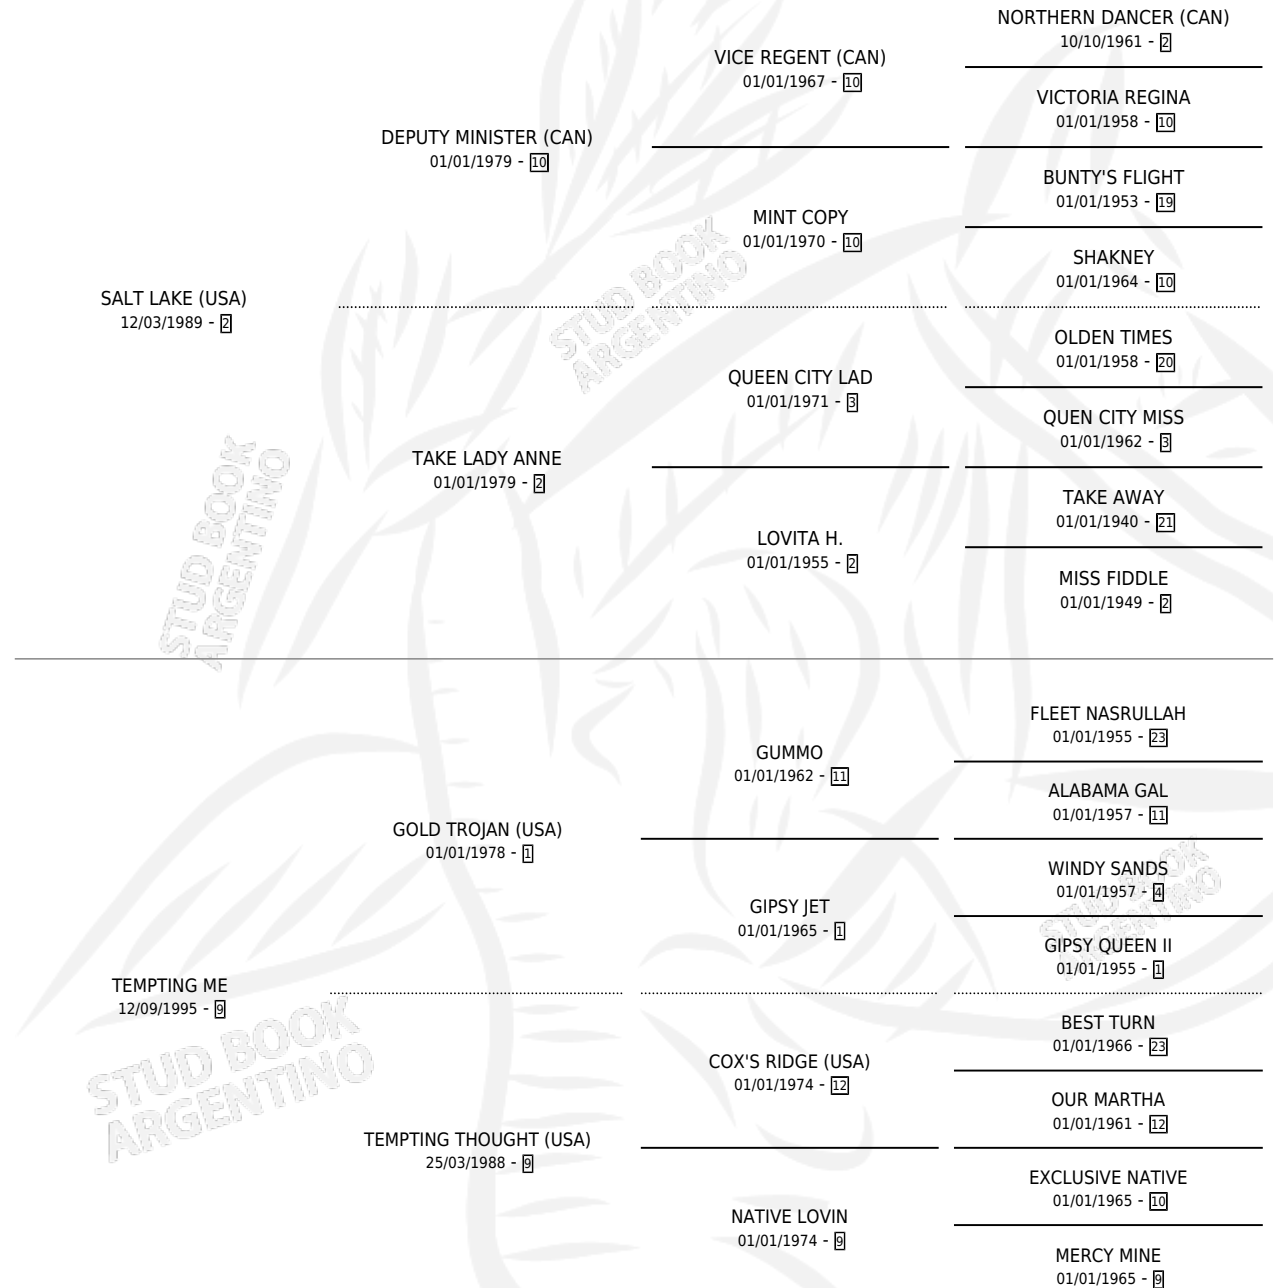 NORTHERN DANCER (CAN)
10/10/1961 - 2
VICE REGENT (CAN)
01/01/1967 - 10
VICTORIA REGINA
01/01/1958 - 10
DEPUTY MINISTER (CAN)
01/01/1979 - 10
BUNTY'S FLIGHT
01/01/1953 - 19
MINT COPY
01/01/1970 - 10
SHAKNEY
01/01/1964 - 10
SALT LAKE (USA)
12/03/1989 - 2
STUD BOOK
ARGENTINO
OLDEN TIMES
01/01/1958 - 20
QUEEN CITY LAD
01/01/1971 - 3
QUEN CITY MISS
01/01/1962 - 3
TAKE LADY ANNE
01/01/1979 - 2
TAKE AWAY
01/01/1940 - 21
LOVITA H.
01/01/1955 - 2
MISS FIDDLE
01/01/1949 - 2
STUD BOOK
ARGENTINO
FLEET NASRULLAH
01/01/1955 - 23
GUMMO
01/01/1962 - 11
ALABAMA GAL
01/01/1957 - 11
GOLD TROJAN (USA)
01/01/1978 - 1
WINDY SANDS
01/01/1957 - 4
GIPSY JET
01/01/1965 - 1
STUD BOOK
ARGENTINO
GIPSY QUEEN II
01/01/1955 - 1
TEMPTING ME
12/09/1995 - 9
BEST TURN
01/01/1966 - 23
STUD BOOK
ARGENTINO
COX'S RIDGE (USA)
01/01/1974 - 12
OUR MARTHA
01/01/1961 - 12
TEMPTING THOUGHT (USA)
25/03/1988 - 9
EXCLUSIVE NATIVE
01/01/1965 - 10
NATIVE LOVIN
01/01/1974 - 9
MERCY MINE
01/01/1965 - 9